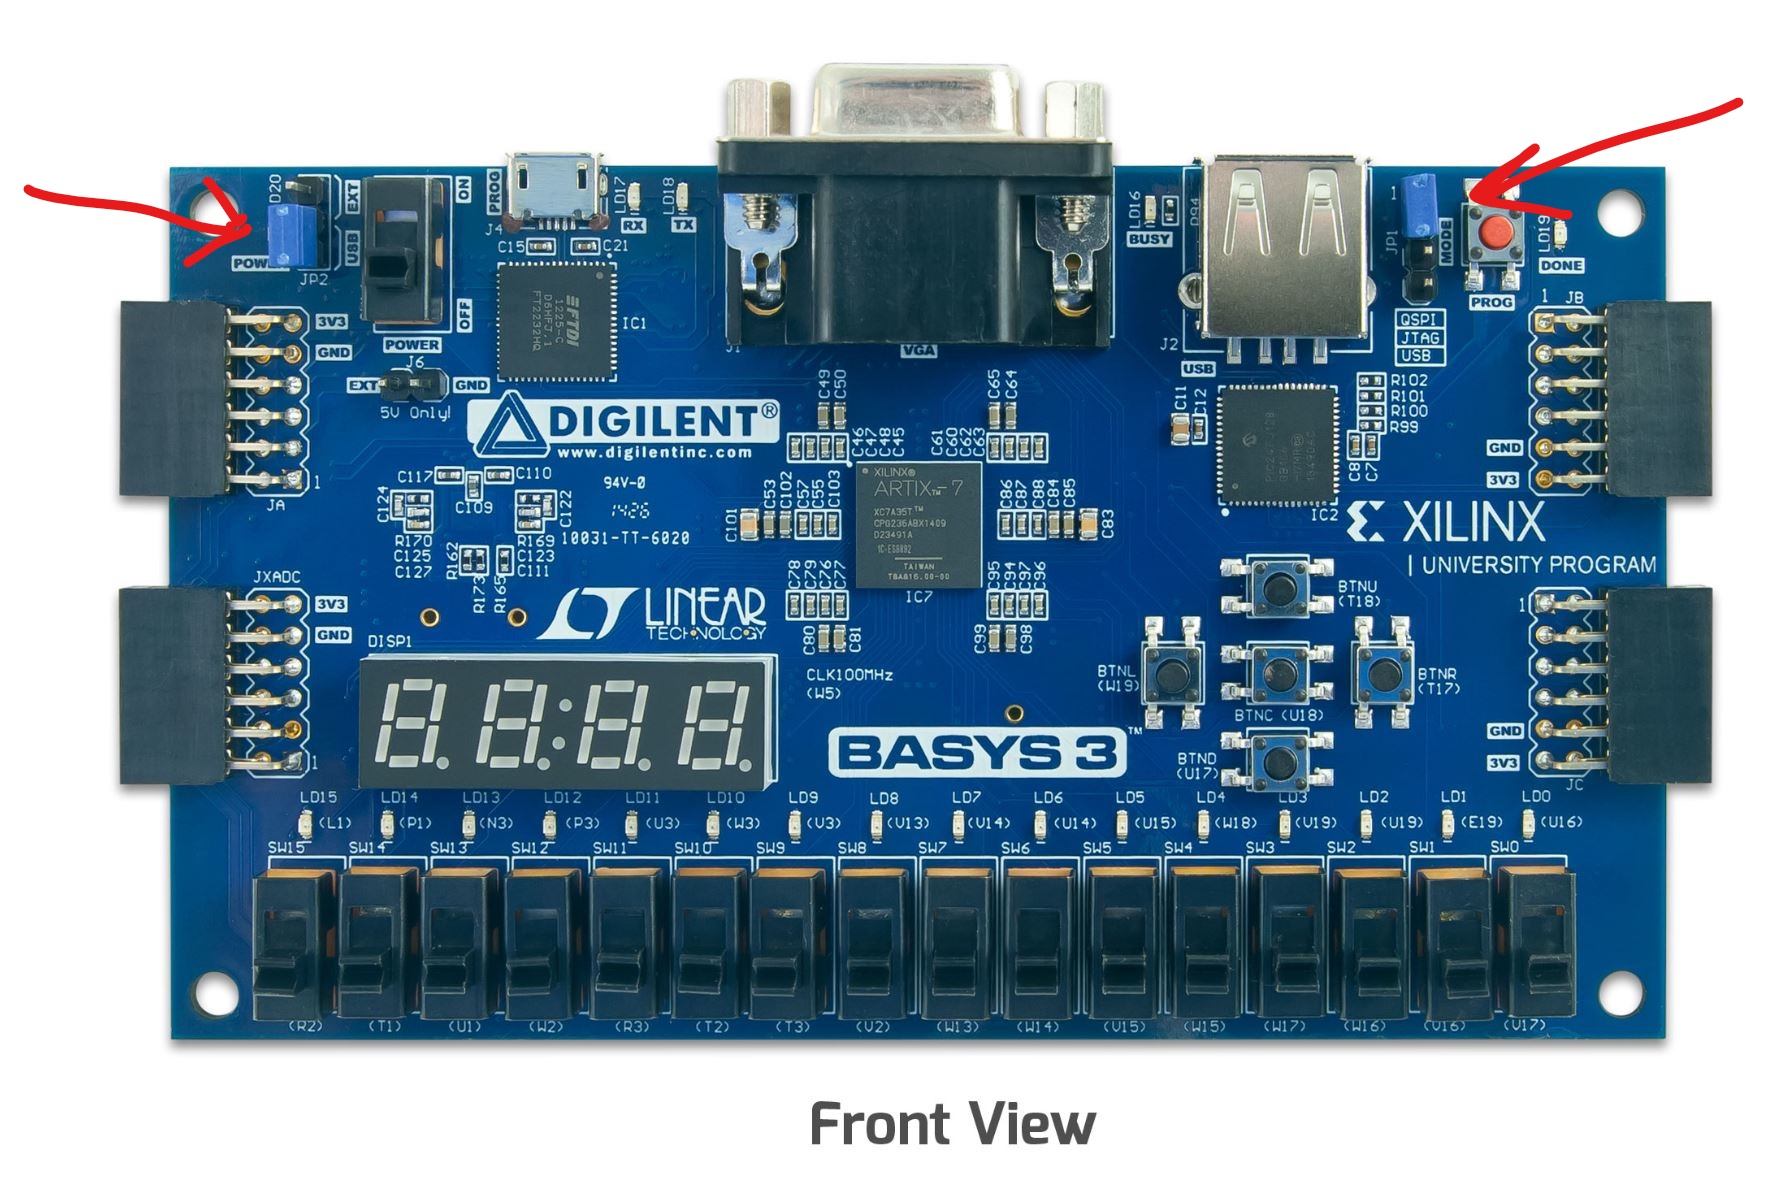 LD20
EXT
USB
ON
OFF
POWER
JP2
PROG
J4
LD17
RX
LD18
TX
C15
C21
FTDI
1225-C
FT2232HQ
IC1
POWER
J6
EXT
GND
5V Only!
3V3
GND
1
JA
VGA
LD16
BUSY
J2
USB
1
JP1
MODE
PROG
LD19
DONE
QSPI
JTAG
USB
1
JB
GND
3V3
R102
R101
R100
R99
C8
C7
C11
C12
IC2
DIGILENT®
www.digilentinc.com
C49
C50
C65
C64
C46
C47
C48
C45
C61
C60
C62
C63
C117
C110
C109
C124
C122
R170
C125
C127
R169
C123
C111
R162
R173
R165
94V-0
1426
10031-TT-6020
C101
C53
C102
C57
C55
C103
XILINX®
ARTIX™-7
XC7A35T™
CPG236ABX1409
D23491A
TAIWAN
IC7
C86
C87
C88
C84
C85
C83
C78
C79
C76
C77
C95
C94
C97
C96
C80
C81
C99
C98
XILINX
UNIVERSITY PROGRAM
LINEAR
TECHNOLOGY
JXADC
3V3
GND
1
DISP1
CLK100MHz
(W5)
BASYS 3™
BTNU
(T18)
BTNL
(W19)
BTNR
(T17)
BTNC (U18)
BTND
(U17)
1
GND
3V3
JC
LD15 LD14 LD13 LD12 LD11 LD10 LD9 LD8 LD7 LD6 LD5 LD4 LD3 LD2 LD1 LD0
(L1) (P1) (N3) (P3) (U3) (W3) (V3) (V13) (V14) (U14) (U15) (W18) (V19) (U19) (E19) (U16)
SW15 SW14 SW13 SW12 SW11 SW10 SW9 SW8 SW7 SW6 SW5 SW4 SW3 SW2 SW1 SW0
(R2) (T1) (U1) (W2) (R3) (T2) (T3) (V2) (W13) (W14) (V15) (W15) (W17) (W16) (V16) (V17)
Front View